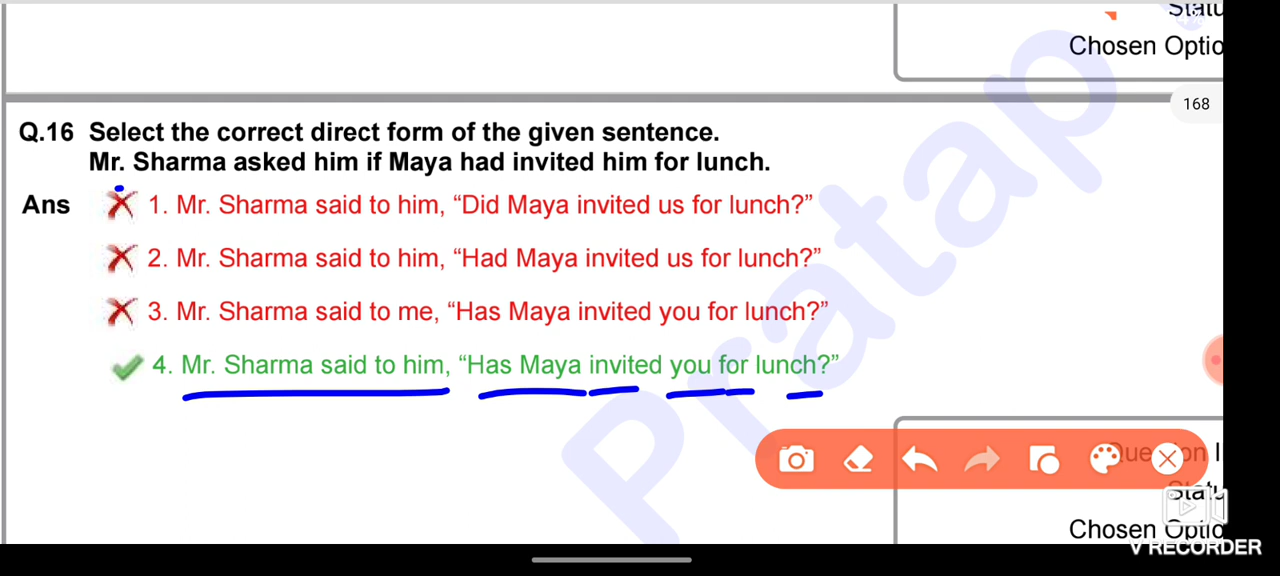 Chosen Optio
168
Q.16 Select the correct direct form of the given sentence.
Mr. Sharma asked him if Maya had invited him for lunch.
Ans
1. Mr. Sharma said to him, “Did Maya invited us for lunch?”
2. Mr. Sharma said to him, “Had Maya invited us for lunch?”
3. Mr. Sharma said to me, “Has Maya invited you for lunch?”
4. Mr. Sharma said to him, “Has Maya invited you for lunch?”
Pratap
Chosen Optio
V RECORDER